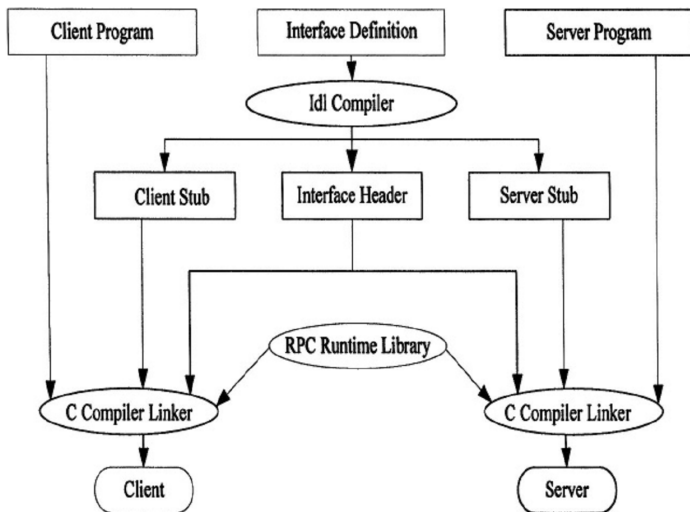 Client Program
Interface Definition
Server Program
Idl Compiler
Client Stub
Interface Header
Server Stub
RPC Runtime Library
C Compiler Linker
C Compiler Linker
Client
Server